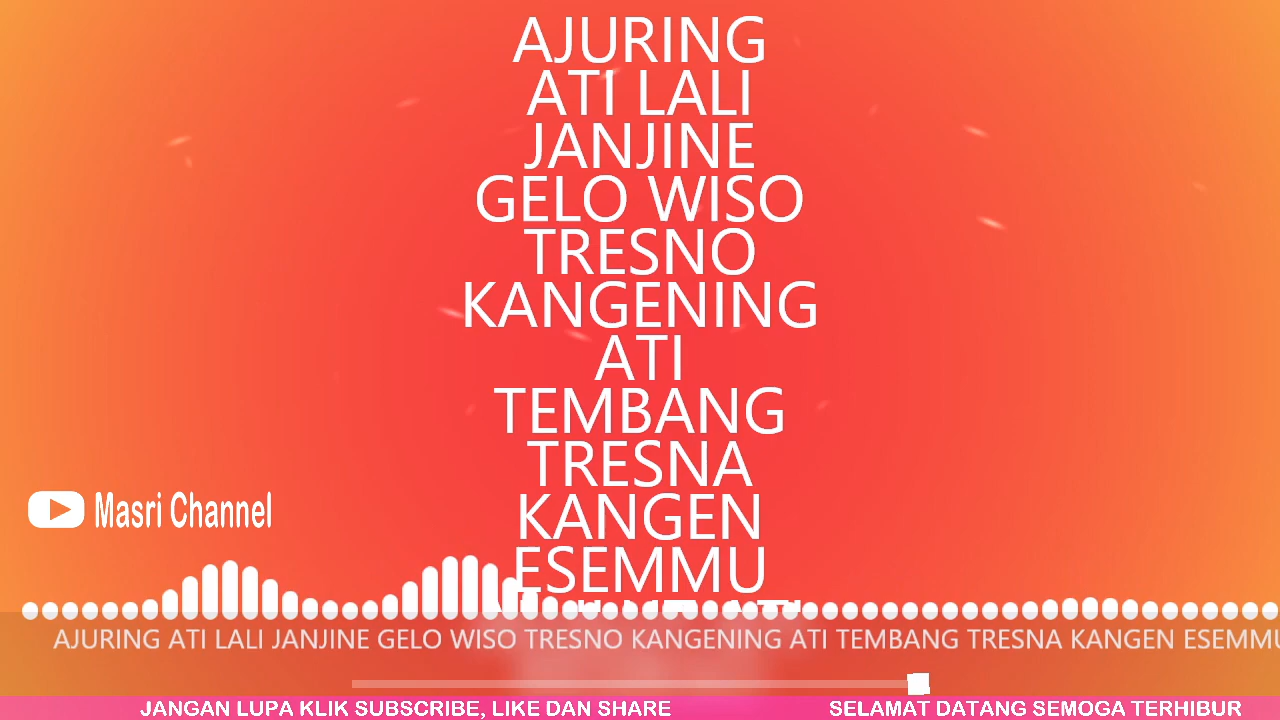 AJURING
ATI LALI
JANJINE
GELO WISO
TRESNO
KANGENING
ATI
TEMBANG
TRESNA
KANGEN
ESEMMU
Masri Channel
AJURING ATI LALI JANJINE GELO WISO TRESNO KANGENING ATI TEMBANG TRESNA KANGEN ESEMMU
JANGAN LUPA KLIK SUBSCRIBE, LIKE DAN SHARE
SELAMAT DATANG SEMOGA TERHIBUR